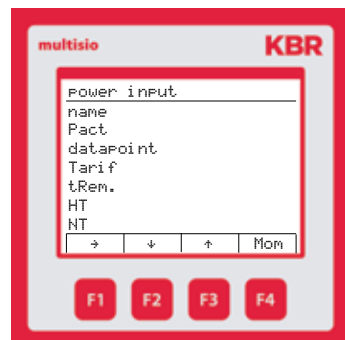 multisio KBR
power input
name
Pact
datapoint
Tarif
tRem.
HT
NT
→ ↓ ↑ Mom
F1 F2 F3 F4